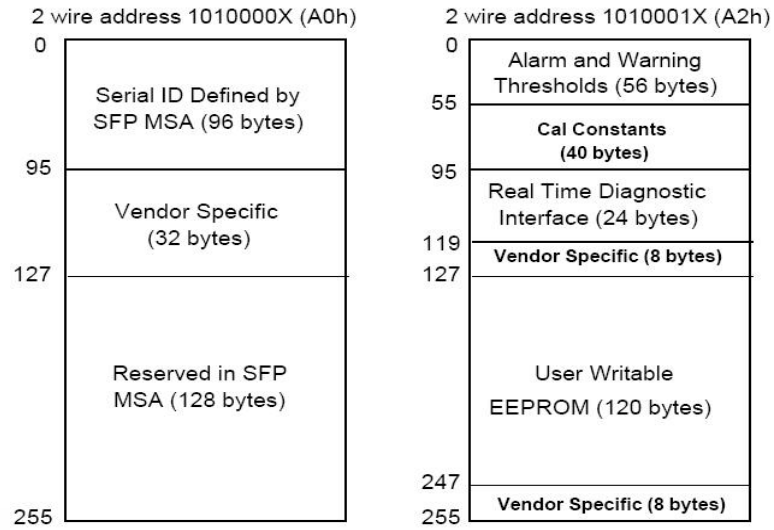 2 wire address 1010000X (A0h)
0
Serial ID Defined by
SFP MSA (96 bytes)
95
Vendor Specific
(32 bytes)
127
Reserved in SFP
MSA (128 bytes)
255
2 wire address 1010001X (A2h)
0
Alarm and Warning
Thresholds (56 bytes)
55
Cal Constants
(40 bytes)
95
Real Time Diagnostic
Interface (24 bytes)
119
Vendor Specific (8 bytes)
127
User Writable
EEPROM (120 bytes)
247
Vendor Specific (8 bytes)
255